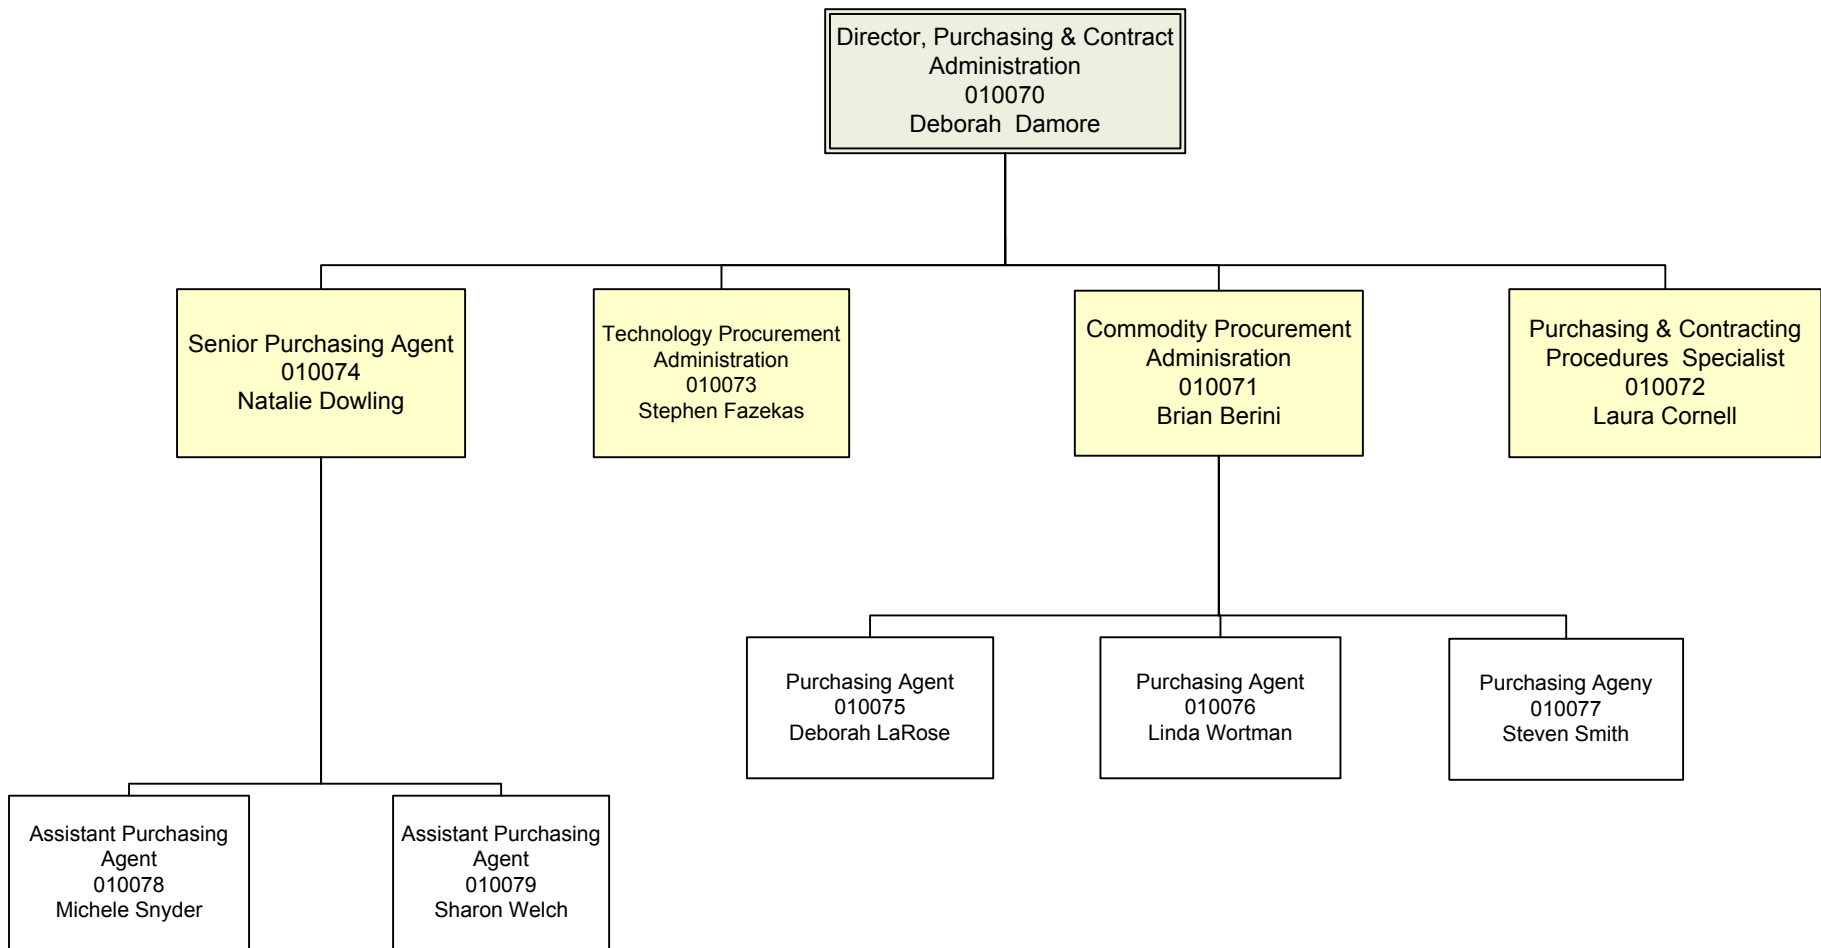 Director, Purchasing & Contract
Administration
010070
Deborah  Damore
Senior Purchasing Agent
010074
Natalie Dowling
Technology Procurement
Administration
010073
Stephen Fazekas
Commodity Procurement
Adminisration
010071
Brian Berini
Purchasing & Contracting
Procedures  Specialist
010072
Laura Cornell
Purchasing Agent
010075
Deborah LaRose
Purchasing Agent
010076
Linda Wortman
Purchasing Ageny
010077
Steven Smith
Assistant Purchasing
Agent
010078
Michele Snyder
Assistant Purchasing
Agent
010079
Sharon Welch